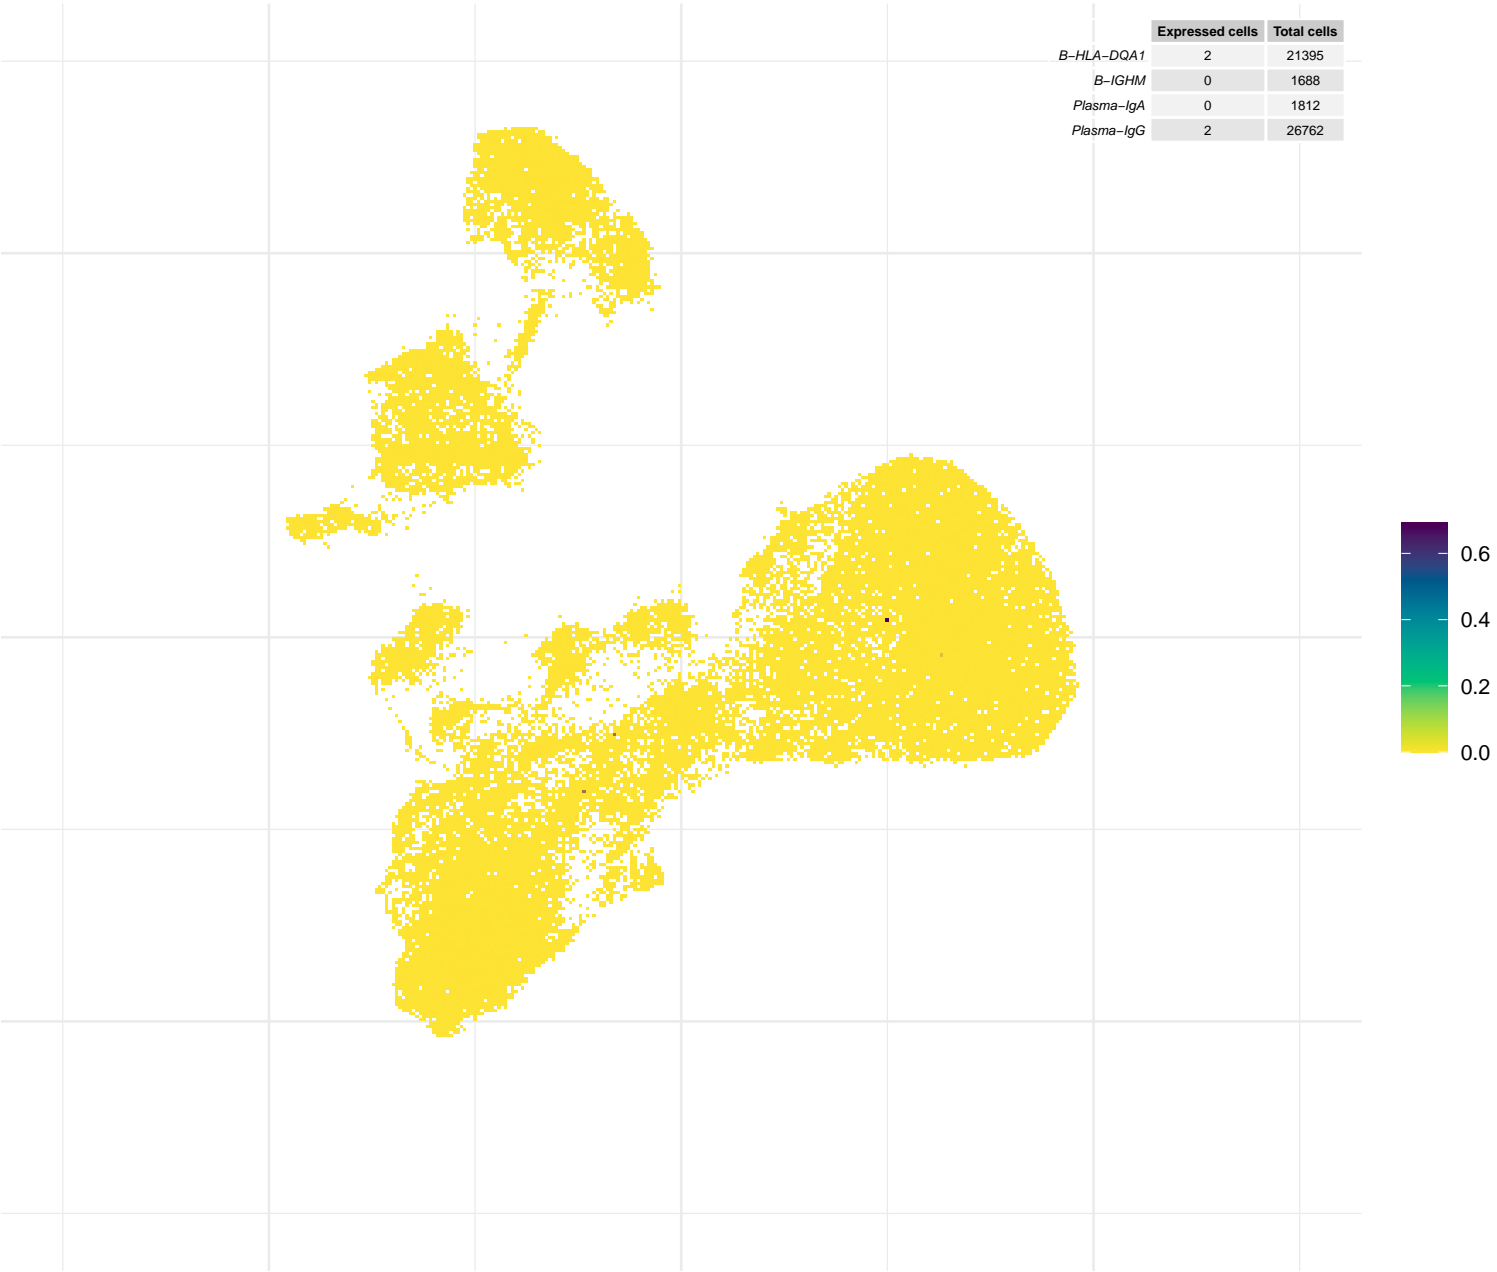 Expressed cells Total cells
B−HLA−DQA1 2 21395
B−IGHM 0 1688
Plasma−IgA 0 1812
Plasma−IgG 2 26762
0.6
0.4
0.2
0.0